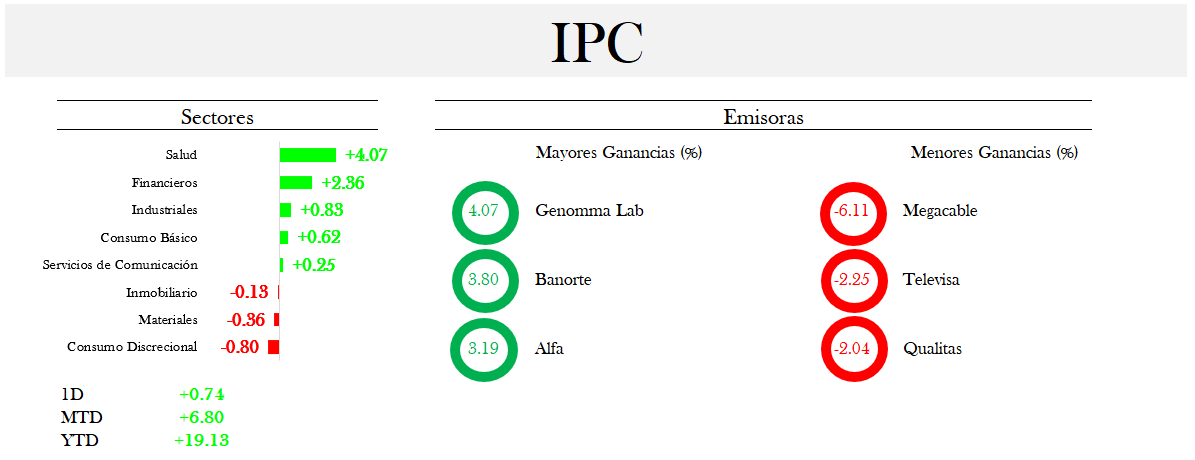 IPC
Sectores
Salud +4.07
Financieros +2.36
Industriales +0.83
Consumo Básico +0.62
Servicios de Comunicación +0.25
Inmobiliario -0.13
Materiales -0.36
Consumo Discrecional -0.80
1D +0.74
MTD +6.80
YTD +19.13
Emisoras
Mayores Ganancias (%)
4.07 Genomma Lab
3.80 Banorte
3.19 Alfa
Menores Ganancias (%)
-6.11 Megacable
-2.25 Televisa
-2.04 Qualitas